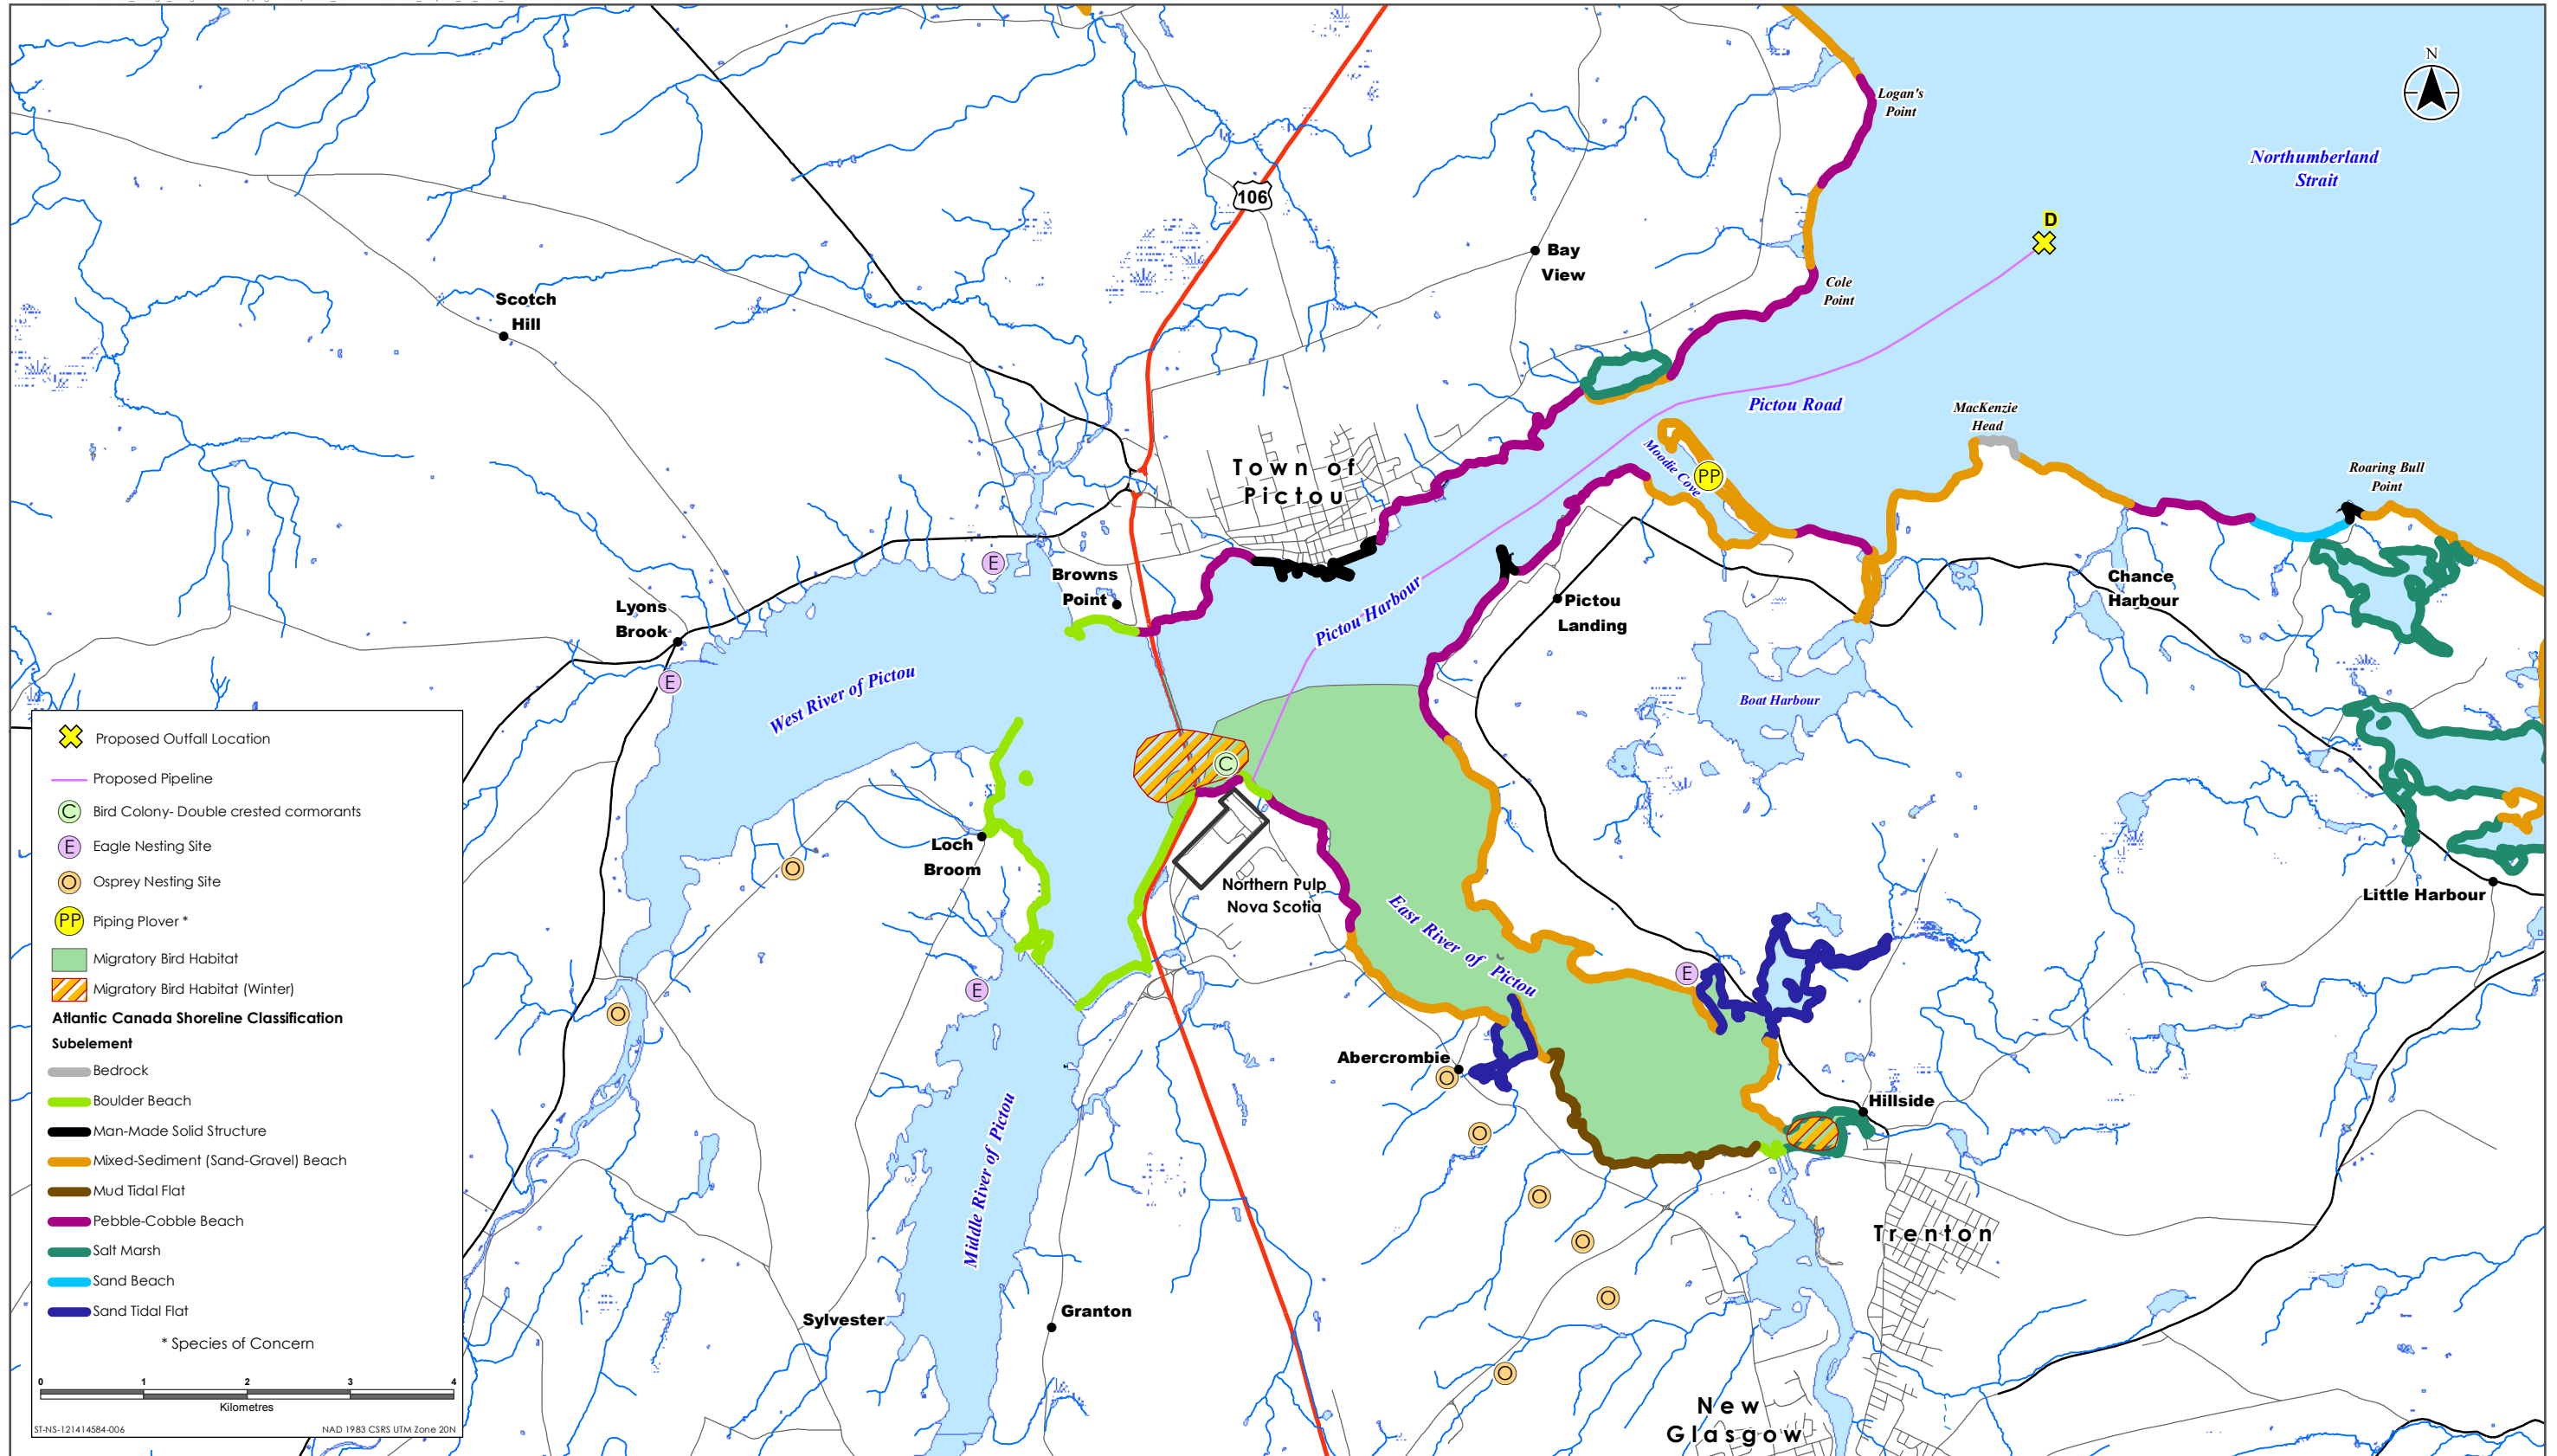 N
Logan's
Point
Northumberland
Strait
106
D
Bay
View
Cole
Point
Scotch
Hill
Pictou Road
MacKenzie
Head
Town of
Pictou
Moodie Cove
PP
Roaring Bull
Point
E
Browns
Point
Chance
Harbour
Lyons
Brook
Pictou Harbour
Pictou
Landing
E
West River of Pictou
Boat Harbour
C
Loch
Broom
O
Northern Pulp
Nova Scotia
East River of Pictou
Little Harbour
E
E
O
Abercrombie
O
Hillside
O
Middle River of Pictou
O
Trenton
O
O
Sylvester
Granton
O
New
Glasgow
Proposed Outfall Location
Proposed Pipeline
C Bird Colony- Double crested cormorants
E Eagle Nesting Site
O Osprey Nesting Site
PP Piping Plover *
Migratory Bird Habitat
Migratory Bird Habitat (Winter)
Atlantic Canada Shoreline Classification
Subelement
Bedrock
Boulder Beach
Man-Made Solid Structure
Mixed-Sediment (Sand-Gravel) Beach
Mud Tidal Flat
Pebble-Cobble Beach
Salt Marsh
Sand Beach
Sand Tidal Flat
* Species of Concern
0 1 2 3 4
Kilometres
ST-NS-121414584-006 NAD 1983 CSRS UTM Zone 20N